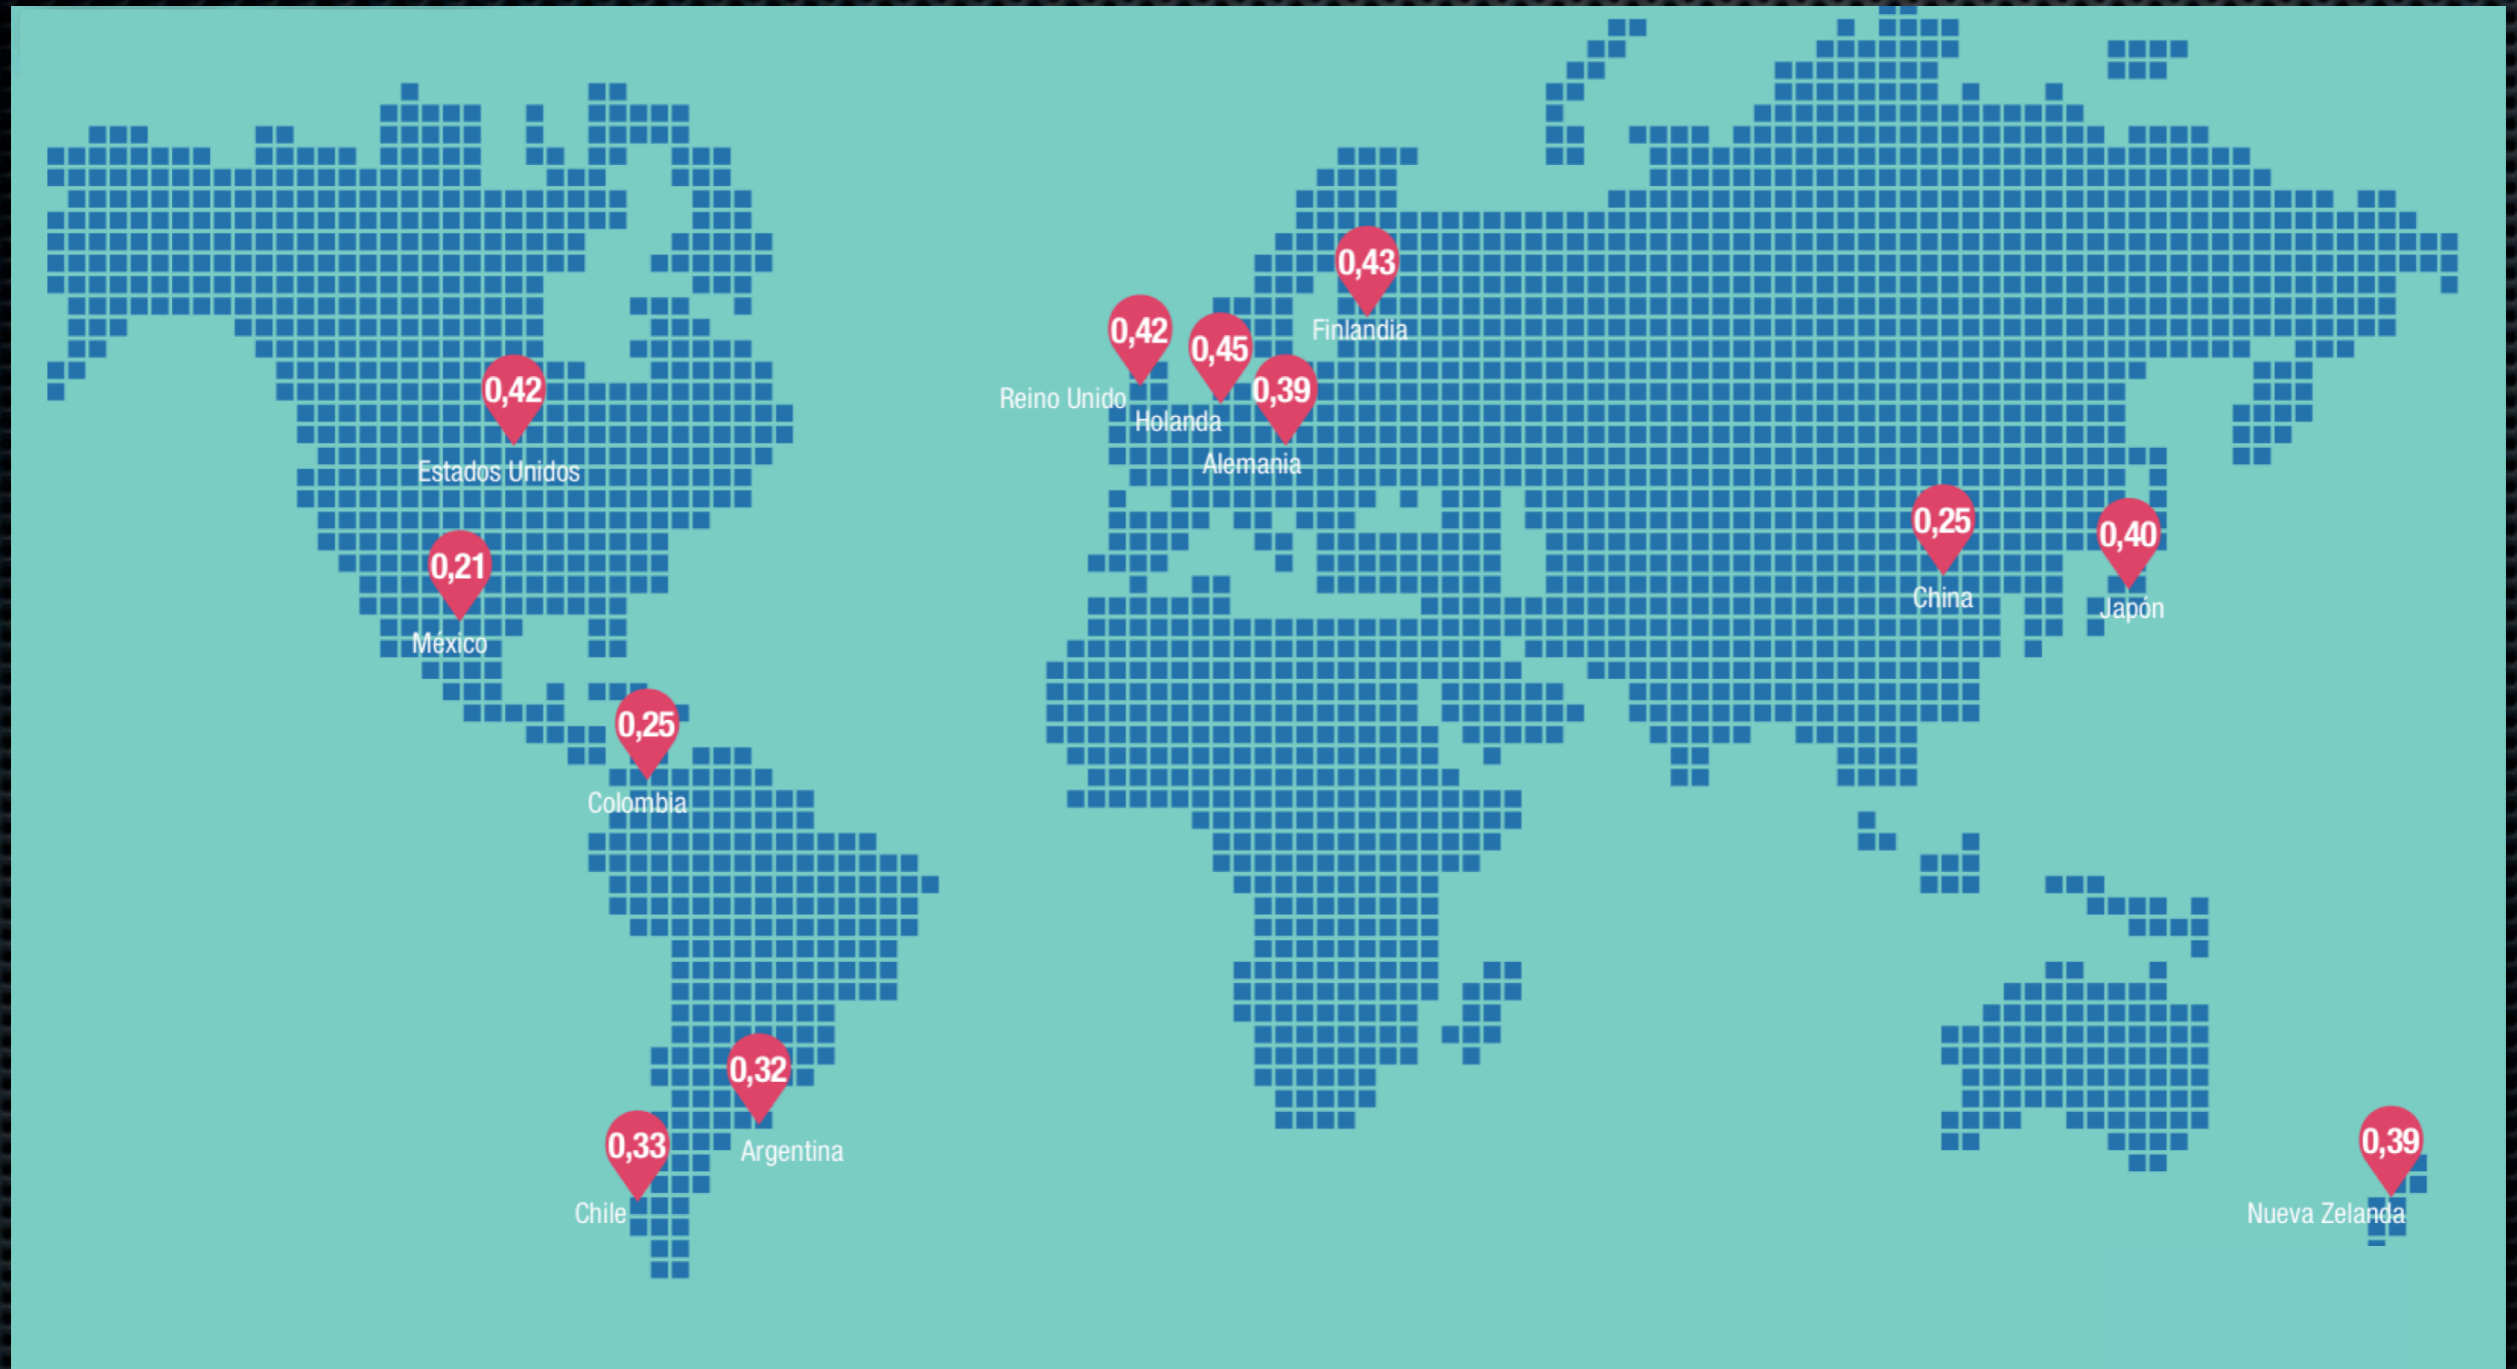 0,43
Finlandia
0,42
Reino Unido
0,45
Holanda
0,39
Alemania
0,42
Estados Unidos
0,25
China
0,40
Japón
0,21
México
0,25
Colombia
0,32
Argentina
0,33
Chile
0,39
Nueva Zelanda